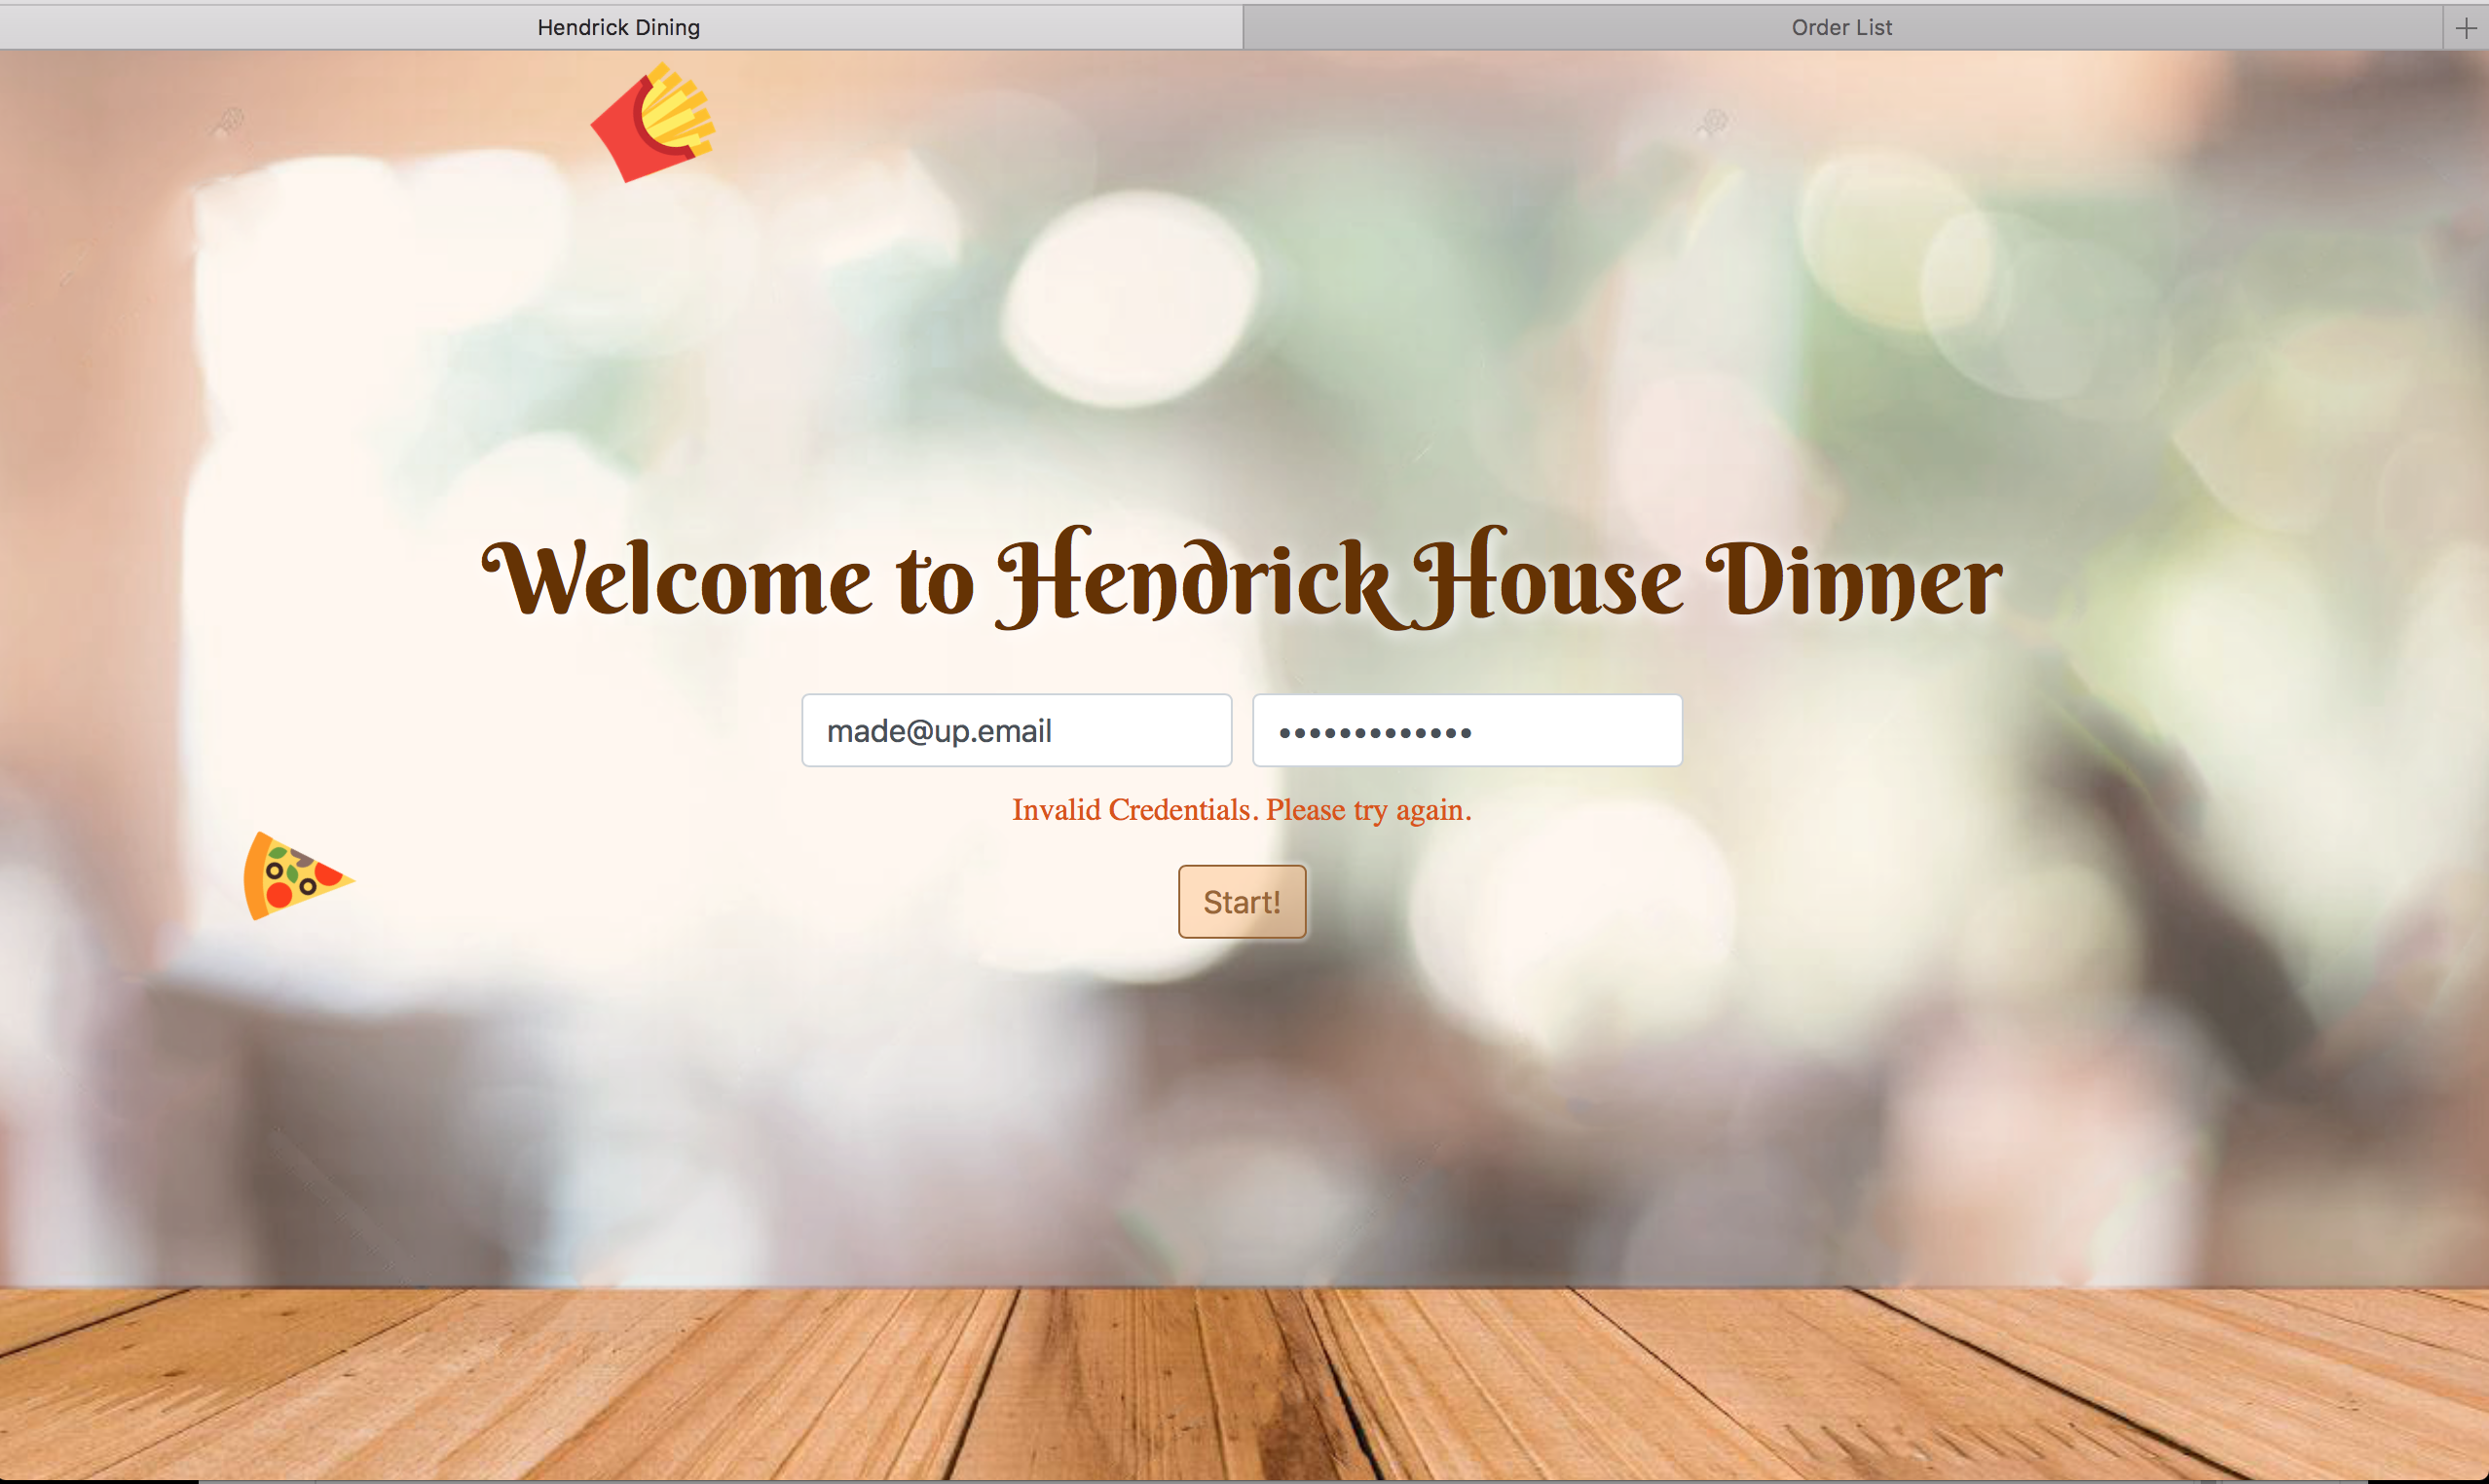 Hendrick Dining
Order List
Welcome to Hendrick House Dinner
made@up.email
•••••••••••••
Invalid Credentials. Please try again.
Start!